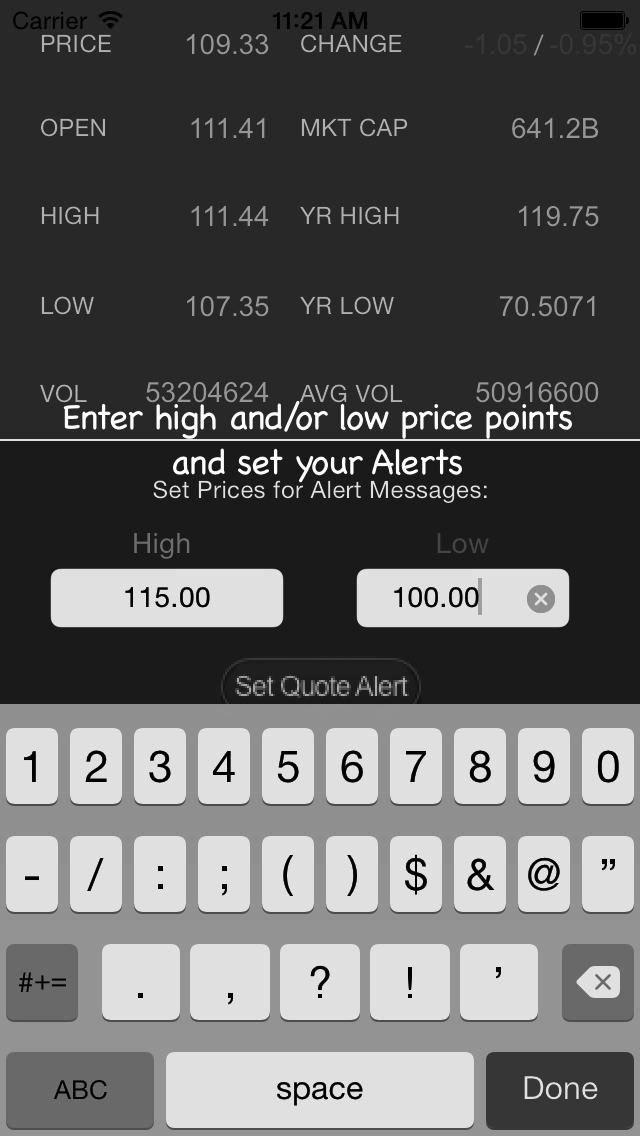 Carrier 11:21 AM
PRICE 109.33 CHANGE -1.05 / -0.95%
OPEN 111.41 MKT CAP 641.2B
HIGH 111.44 YR HIGH 119.75
LOW 107.35 YR LOW 70.5071
VOL 53204624 AVG VOL 50916600
Enter high and/or low price points
and set your Alerts
Set Prices for Alert Messages:
High Low
115.00 100.00
Set Quote Alert
1 2 3 4 5 6 7 8 9 0
- / : ; ( ) $ & @ ”
#+= . , ? ! ’
ABC space Done